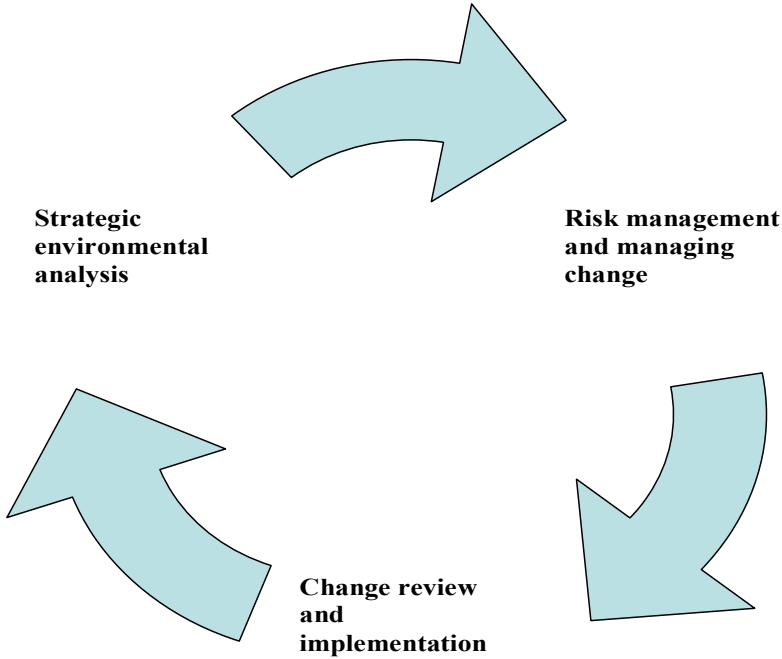 Strategic
environmental
analysis
Risk management
and managing
change
Change review
and
implementation